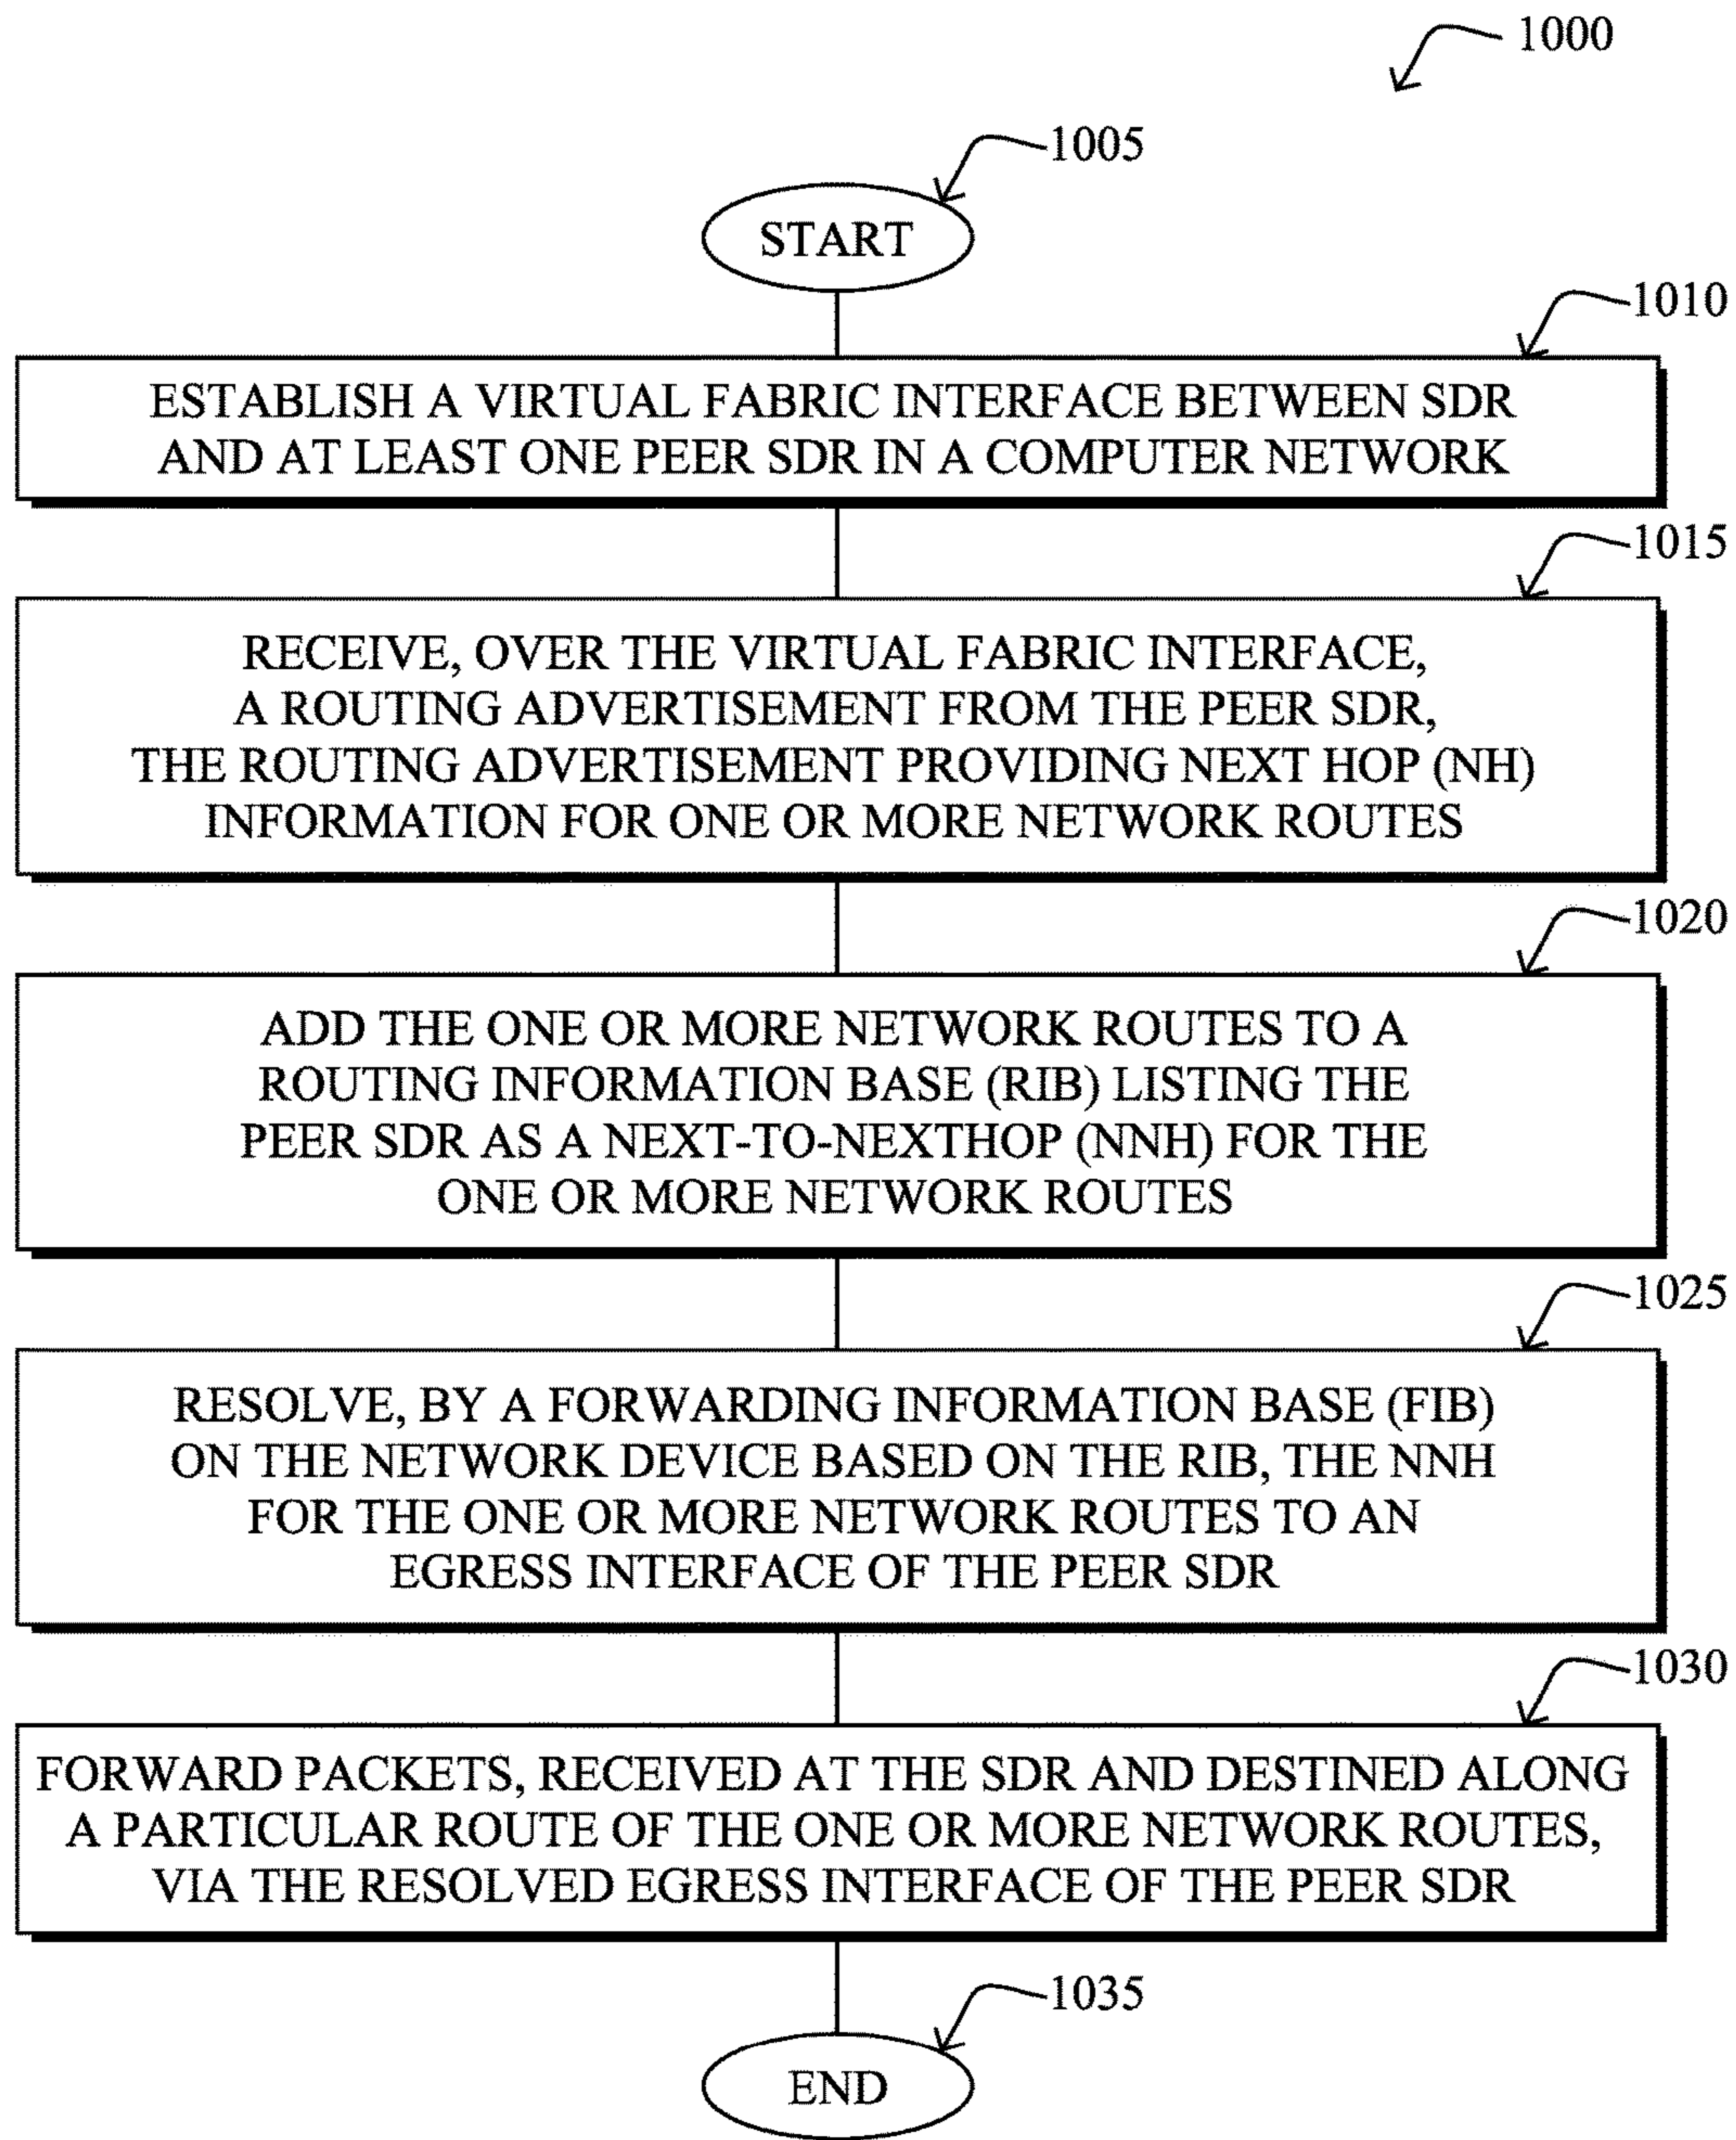 1000
1005
START
1010
ESTABLISH A VIRTUAL FABRIC INTERFACE BETWEEN SDR
AND AT LEAST ONE PEER SDR IN A COMPUTER NETWORK
1015
RECEIVE, OVER THE VIRTUAL FABRIC INTERFACE,
A ROUTING ADVERTISEMENT FROM THE PEER SDR,
THE ROUTING ADVERTISEMENT PROVIDING NEXT HOP (NH)
INFORMATION FOR ONE OR MORE NETWORK ROUTES
1020
ADD THE ONE OR MORE NETWORK ROUTES TO A
ROUTING INFORMATION BASE (RIB) LISTING THE
PEER SDR AS A NEXT-TO-NEXTHOP (NNH) FOR THE
ONE OR MORE NETWORK ROUTES
1025
RESOLVE, BY A FORWARDING INFORMATION BASE (FIB)
ON THE NETWORK DEVICE BASED ON THE RIB, THE NNH
FOR THE ONE OR MORE NETWORK ROUTES TO AN
EGRESS INTERFACE OF THE PEER SDR
1030
FORWARD PACKETS, RECEIVED AT THE SDR AND DESTINED ALONG
A PARTICULAR ROUTE OF THE ONE OR MORE NETWORK ROUTES,
VIA THE RESOLVED EGRESS INTERFACE OF THE PEER SDR
1035
END